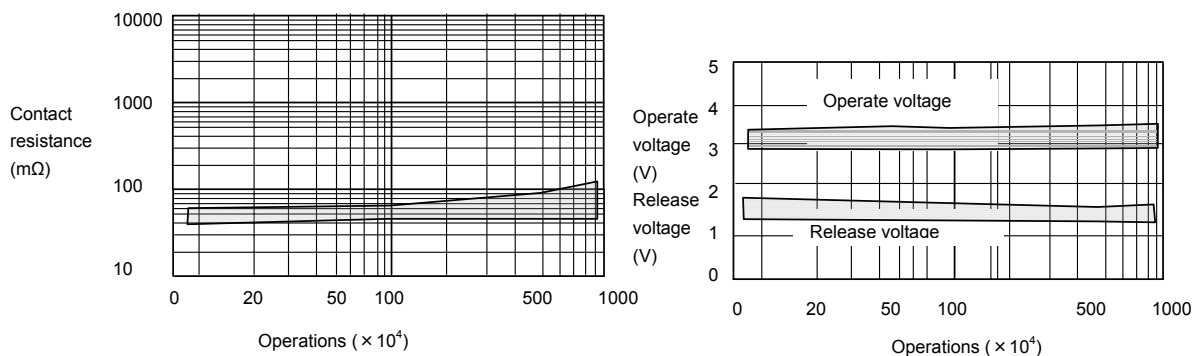 10000
1000
100
10
Contact
resistance
(mΩ)
0 20 50 100 500 1000
Operations (×10⁴)
5
4
3
2
1
0
Operate
voltage
(V)
Release
voltage
(V)
Operate voltage
Release voltage
0 20 50 100 500 1000
Operations (×10⁴)